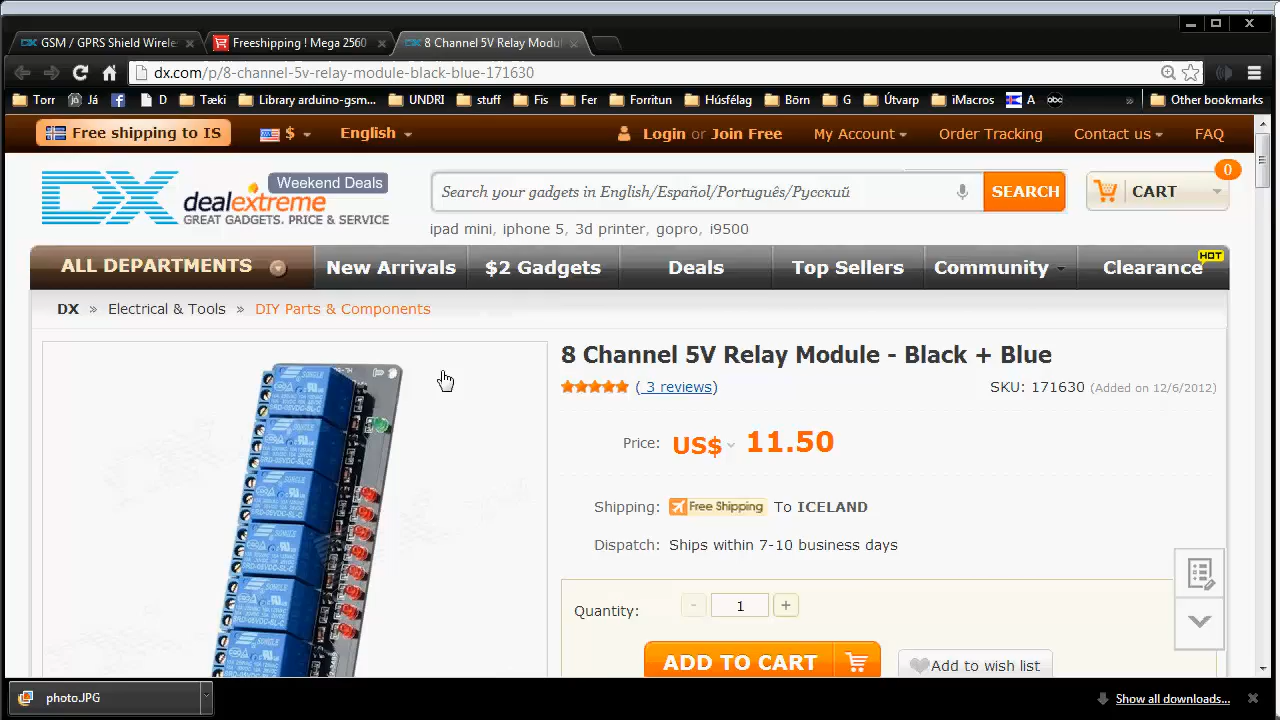 GSM / GPRS Shield Wirele
Freeshipping ! Mega 2560
8 Channel 5V Relay Modul
dx.com/p/8-channel-5v-relay-module-black-blue-171630
Torr
Já
D
Tæki
Library arduino-gsm...
UNDRI
stuff
Fis
Fer
Forritun
Húsfélag
Börn
G
Útvarp
iMacros
A
abc
»
Other bookmarks
Free shipping to IS
$
English
Login or Join Free
My Account
Order Tracking
Contact us
FAQ
DX
Weekend Deals
dealextreme
GREAT GADGETS. PRICE & SERVICE
Search your gadgets in English/Español/Português/Русский
SEARCH
CART
0
ipad mini, iphone 5, 3d printer, gopro, i9500
ALL DEPARTMENTS
New Arrivals
$2 Gadgets
Deals
Top Sellers
Community
Clearance
HOT
DX » Electrical & Tools » DIY Parts & Components
8 Channel 5V Relay Module - Black + Blue
( 3 reviews)
SKU: 171630 (Added on 12/6/2012)
Price: US$ 11.50
Shipping: Free Shipping To ICELAND
Dispatch: Ships within 7-10 business days
Quantity: - 1 +
ADD TO CART
Add to wish list
SONGLE
photo.JPG
Show all downloads...